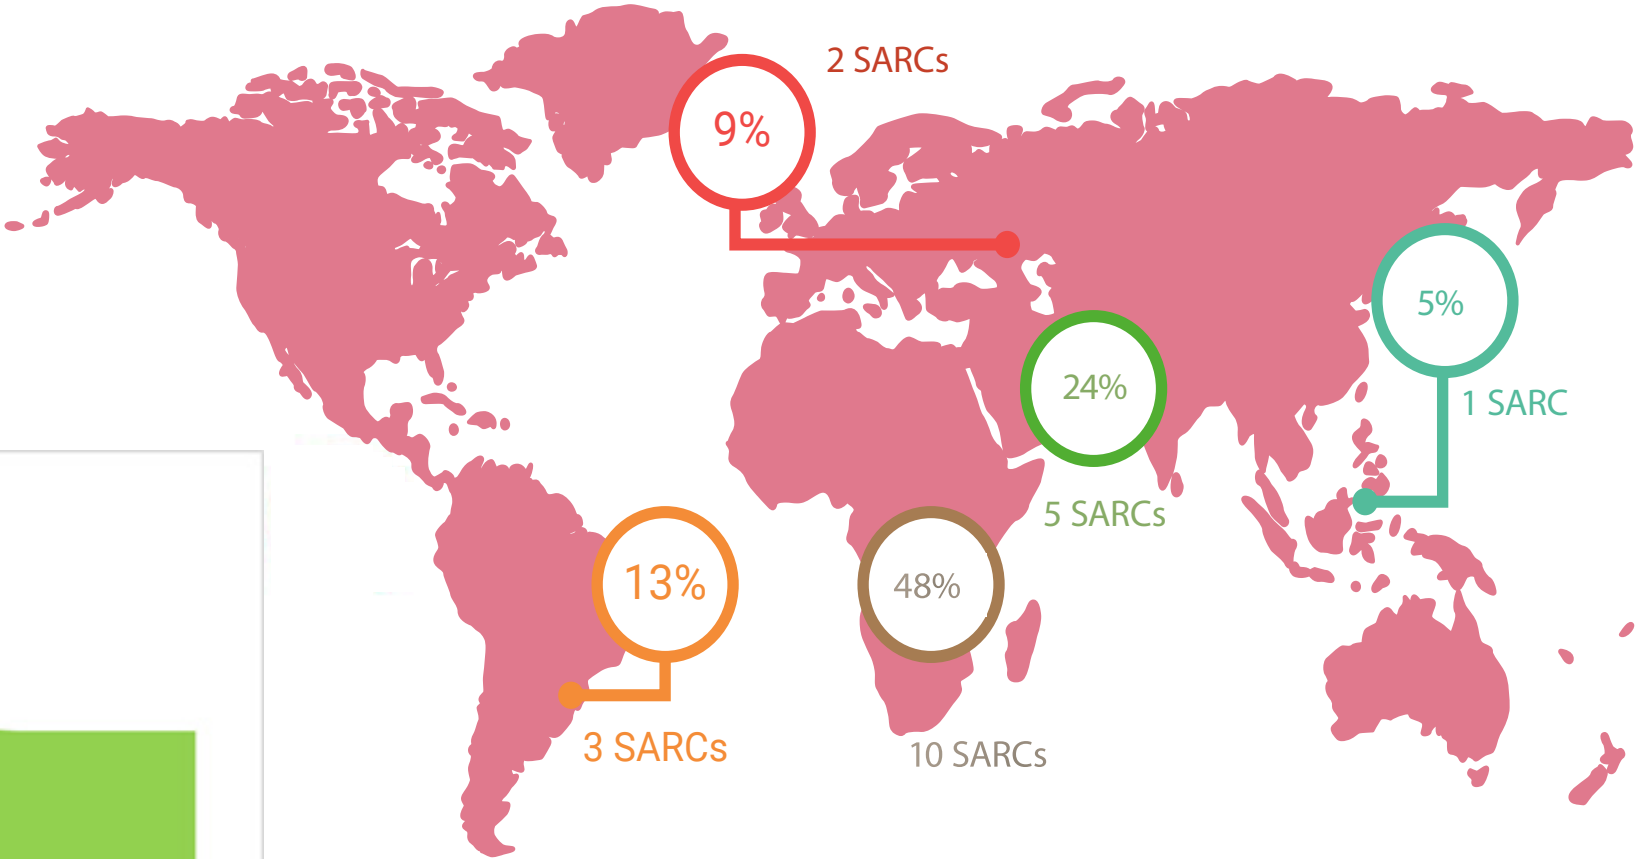 2 SARCs
9%
5%
24%
1 SARC
5 SARCs
13%
48%
3 SARCs
10 SARCs